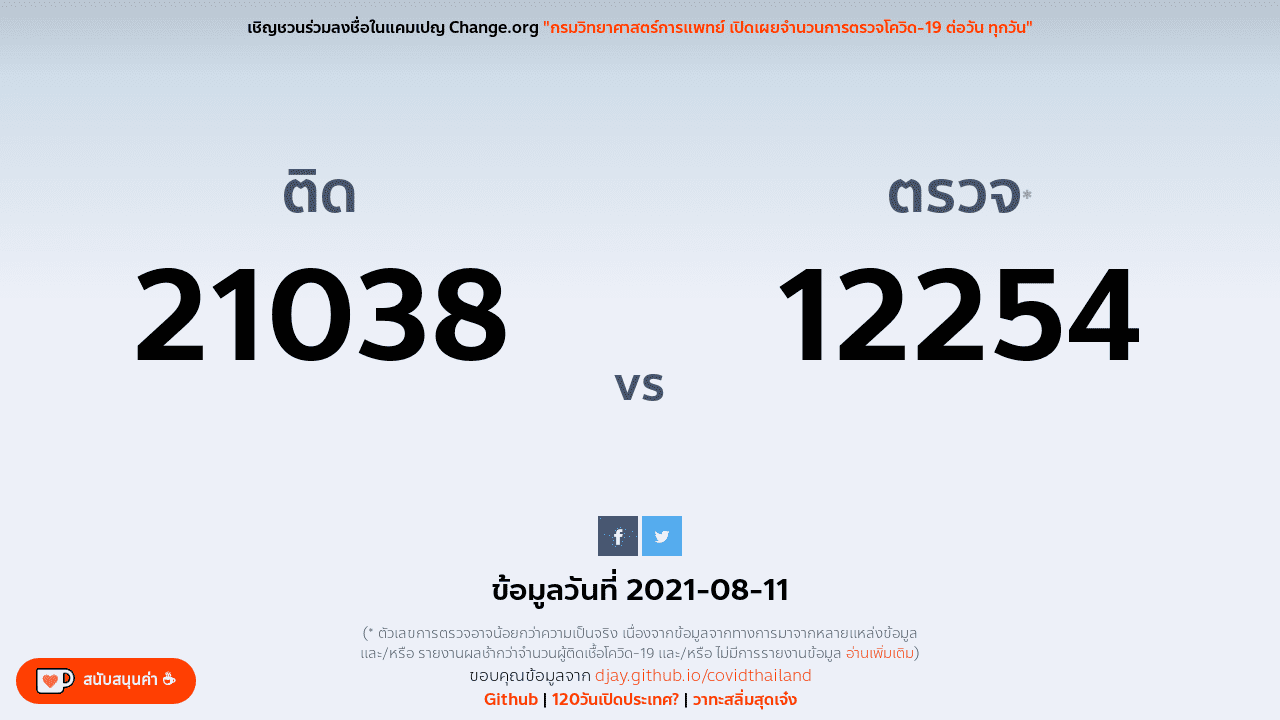 เชิญชวนร่วมลงชื่อในแคมเปญ Change.org "กรมวิทยาศาสตร์การแพทย์ เปิดเผยจำนวนการตรวจโควิด-19 ต่อวัน ทุกวัน"
ติด
ตรวจ*
21038
12254
vs
ข้อมูลวันที่ 2021-08-11
(* ตัวเลขการตรวจอาจน้อยกว่าความเป็นจริง เนื่องจากข้อมูลจากทางการมาจากหลายแหล่งข้อมูล
และ/หรือ รายงานผลช้ากว่าจำนวนผู้ติดเชื้อโควิด-19 และ/หรือ ไม่มีการรายงานข้อมูล อ่านเพิ่มเติม)
ขอบคุณข้อมูลจาก djay.github.io/covidthailand
สนับสนุนค่า ☕
Github | 120วันเปิดประเทศ? | วาทะสลิ่มสุดเจ๋ง